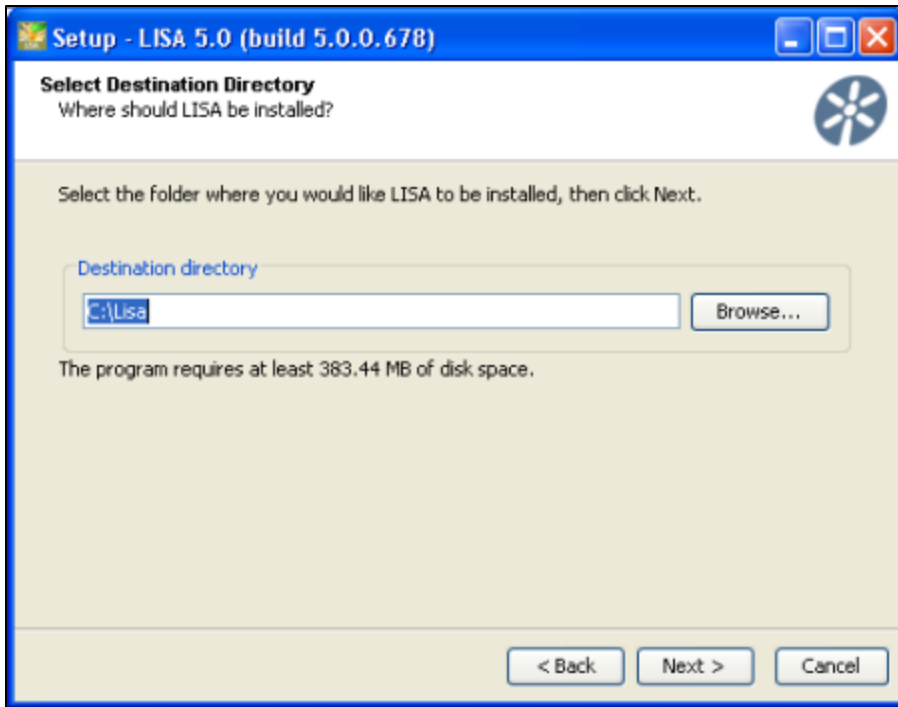 Setup - LISA 5.0 (build 5.0.0.678)
Select Destination Directory
Where should LISA be installed?
Select the folder where you would like LISA to be installed, then click Next.
Destination directory
C:\Lisa
Browse...
The program requires at least 383.44 MB of disk space.
< Back
Next >
Cancel